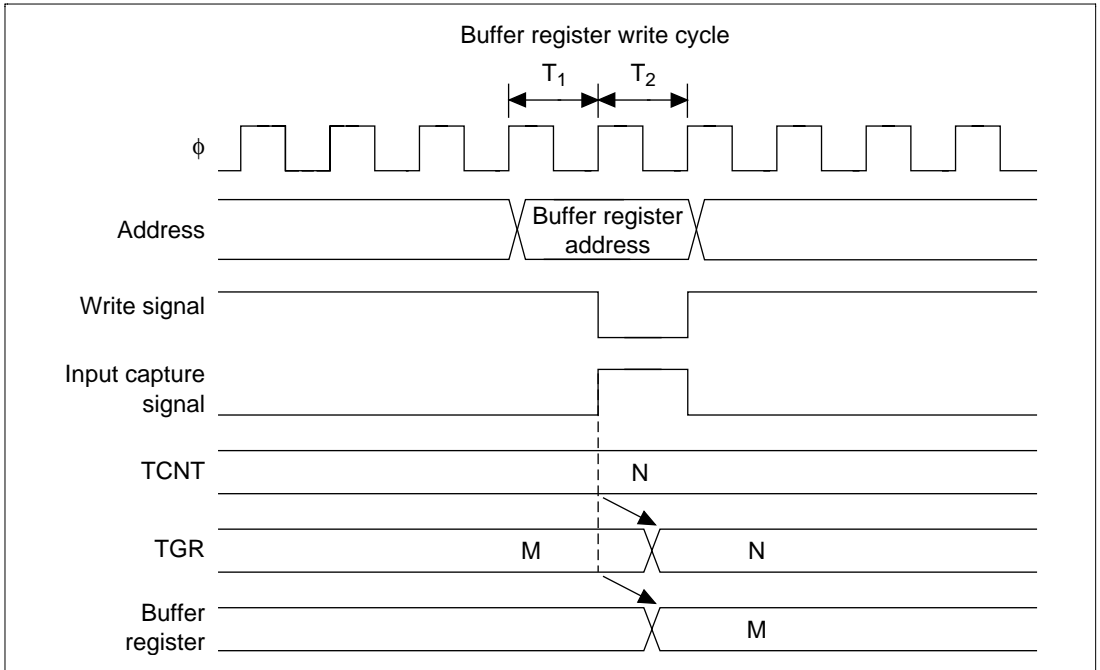 Buffer register write cycle
T1 T2
ϕ
Address
Buffer register
address
Write signal
Input capture
signal
TCNT
N
TGR
M N
Buffer
register
M